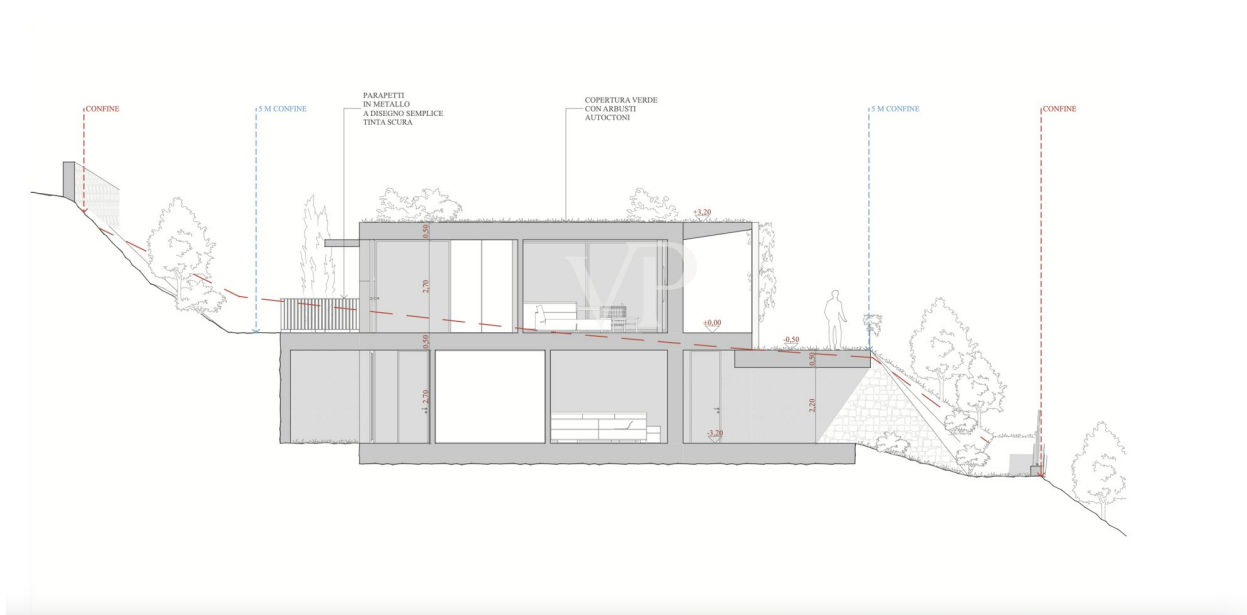 CONFINE
5 M CONFINE
PARAPETTI
IN METALLO
A DISEGNO SEMPLICE
TINTA SCURA
COPERTURA VERDE
CON ARBUSTI
AUTOCTONI
5 M CONFINE
CONFINE
+3,20
0,50
2,70
VP
±0,00
-0,50
0,50
0,50
2,70
2,20
-3,20